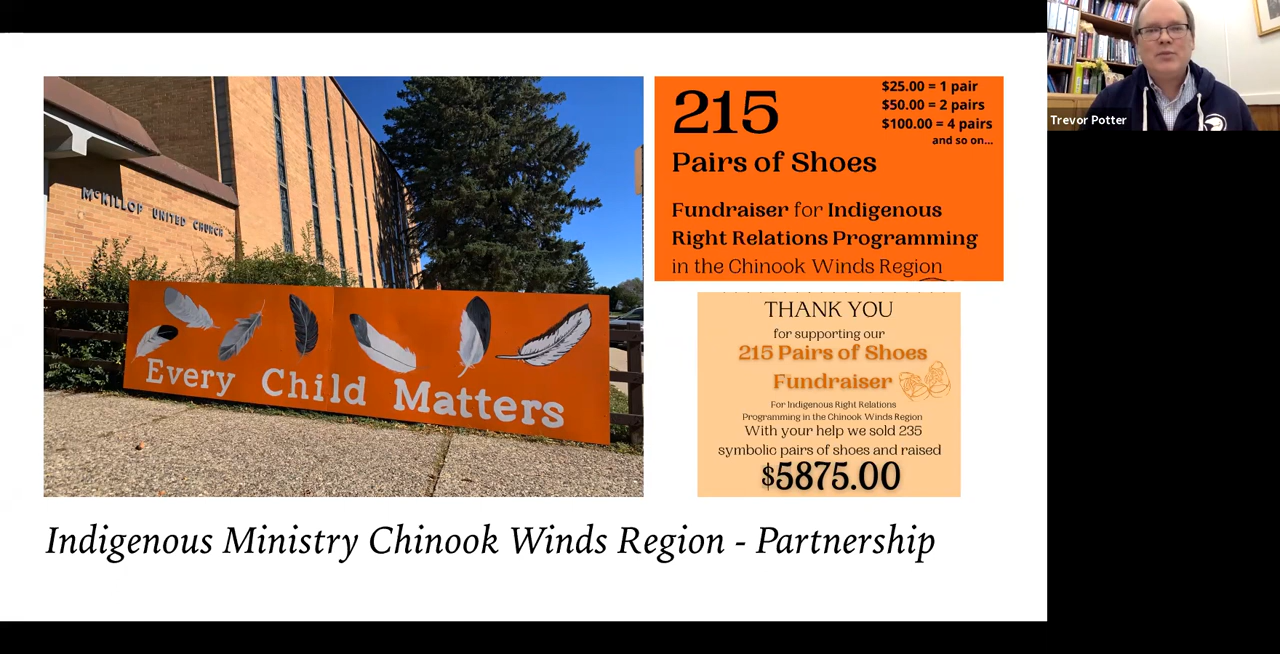 McKILLOP UNITED CHURCH
Every Child Matters
215
Pairs of Shoes
$25.00 = 1 pair
$50.00 = 2 pairs
$100.00 = 4 pairs
and so on...
Fundraiser for Indigenous
Right Relations Programming
in the Chinook Winds Region
THANK YOU
for supporting our
215 Pairs of Shoes
Fundraiser
For Indigenous Right Relations
Programming in the Chinook Winds Region
With your help we sold 235
symbolic pairs of shoes and raised
$5875.00
Indigenous Ministry Chinook Winds Region - Partnership
Trevor Potter